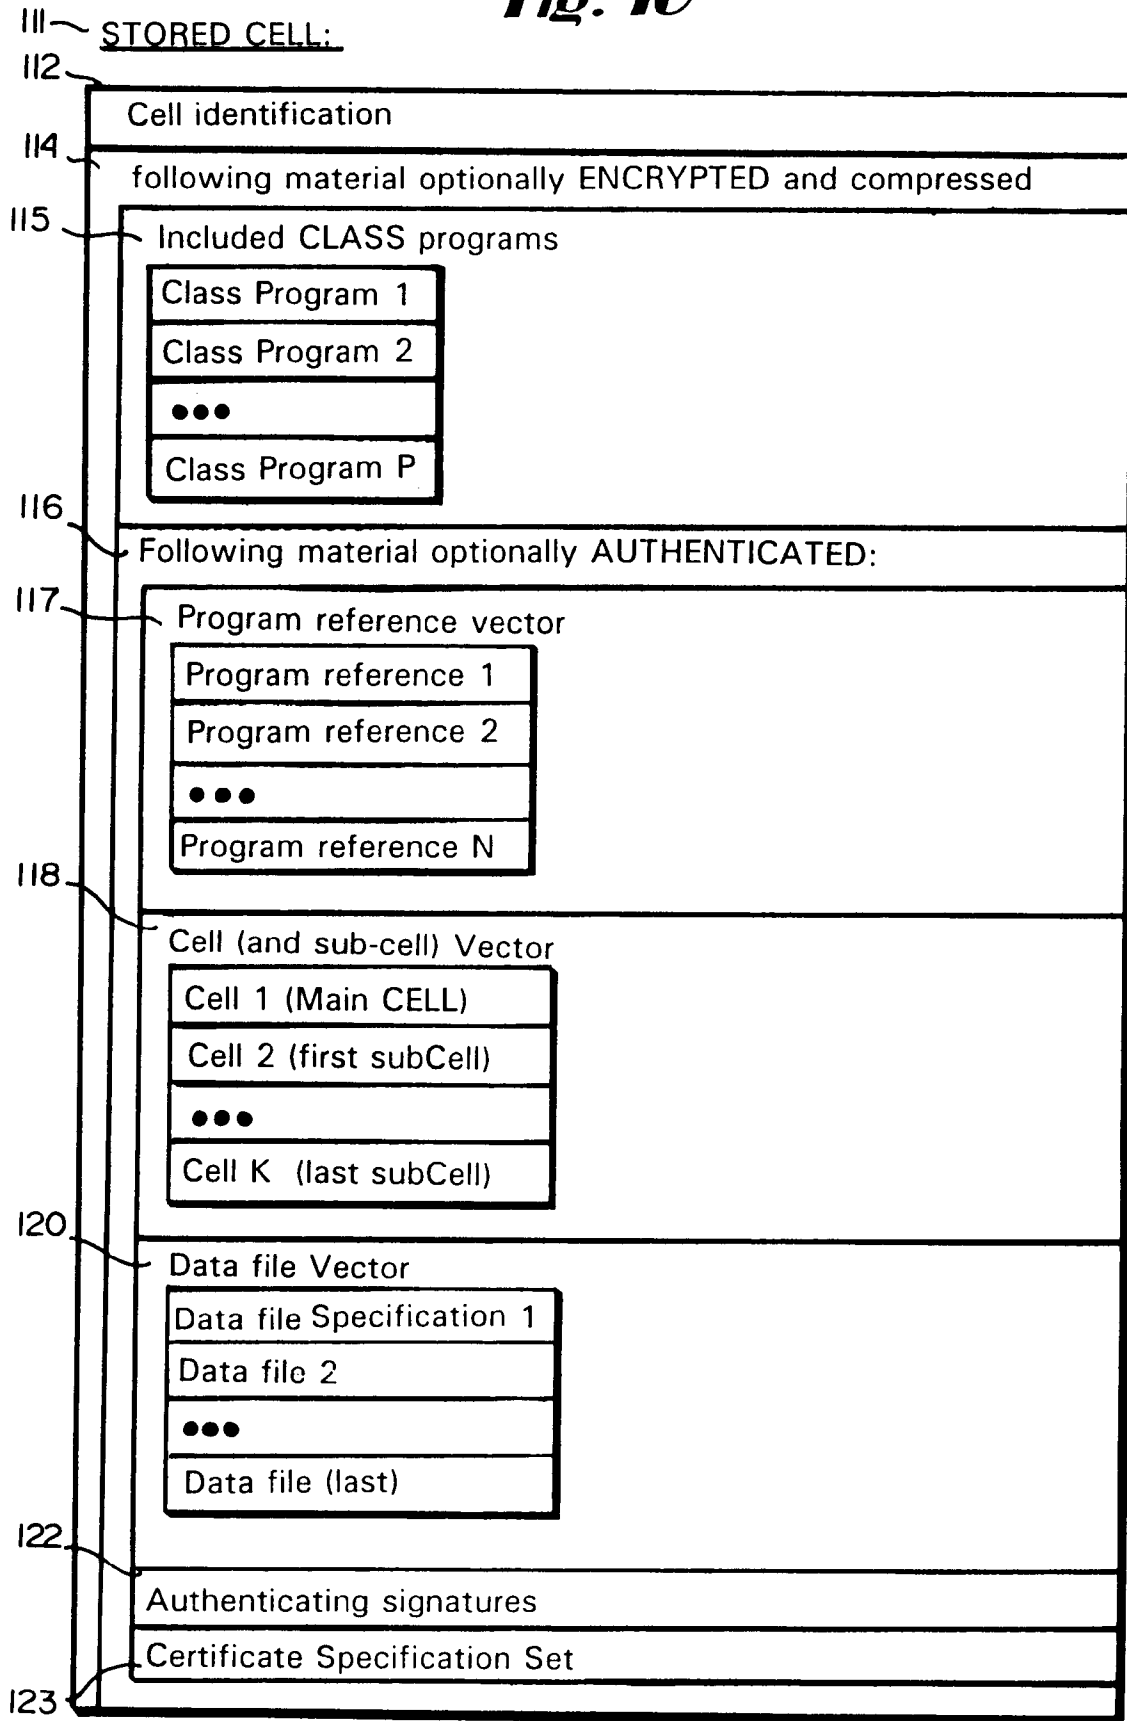 Fig. 10
111 STORED CELL:
112
Cell identification
114
following material optionally ENCRYPTED and compressed
115
Included CLASS programs
Class Program 1
Class Program 2
●●●
Class Program P
116
Following material optionally AUTHENTICATED:
117
Program reference vector
Program reference 1
Program reference 2
●●●
Program reference N
118
Cell (and sub-cell) Vector
Cell 1 (Main CELL)
Cell 2 (first subCell)
●●●
Cell K (last subCell)
120
Data file Vector
Data file Specification 1
Data file 2
●●●
Data file (last)
122
Authenticating signatures
Certificate Specification Set
123